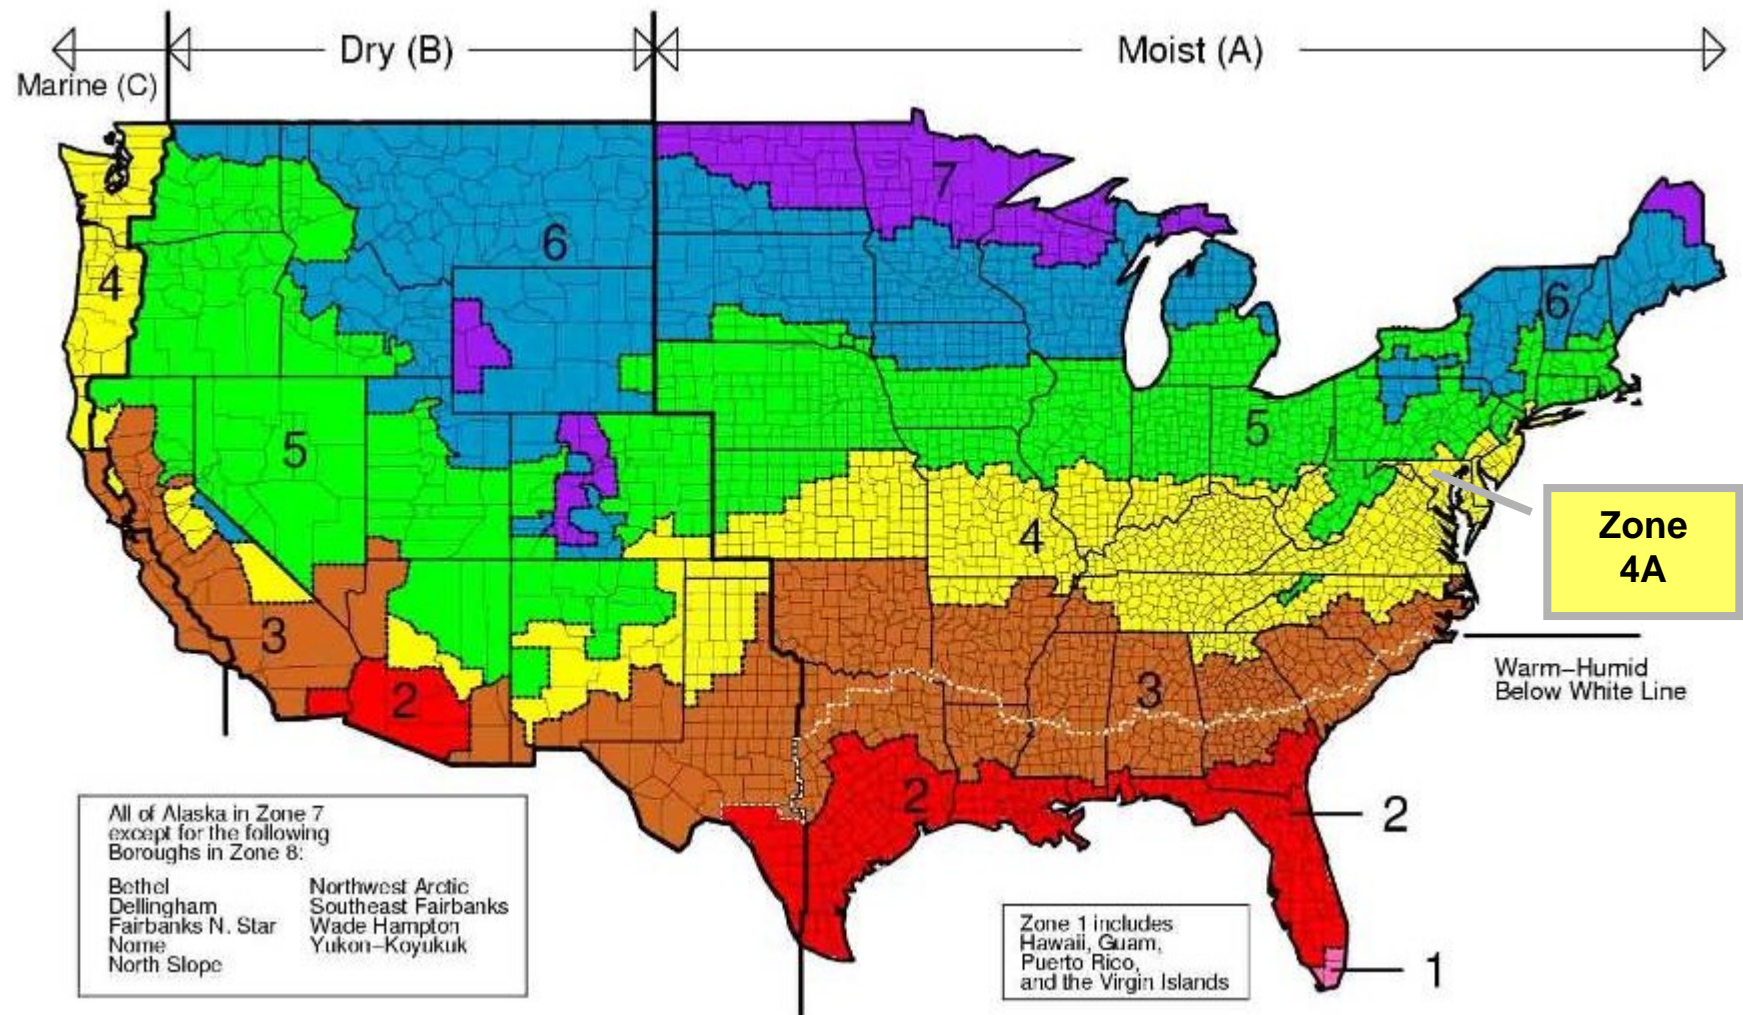 Dry (B)
Moist (A)
Marine (C)
7
6
4
6
5
5
4
Zone
4A
3
3
2
2
Warm–Humid
Below White Line
All of Alaska in Zone 7
except for the following
Boroughs in Zone 8:
Bethel
Dellingham
Fairbanks N. Star
Nome
North Slope
Northwest Arctic
Southeast Fairbanks
Wade Hampton
Yukon–Koyukuk
2
Zone 1 includes
Hawaii, Guam,
Puerto Rico,
and the Virgin Islands
1